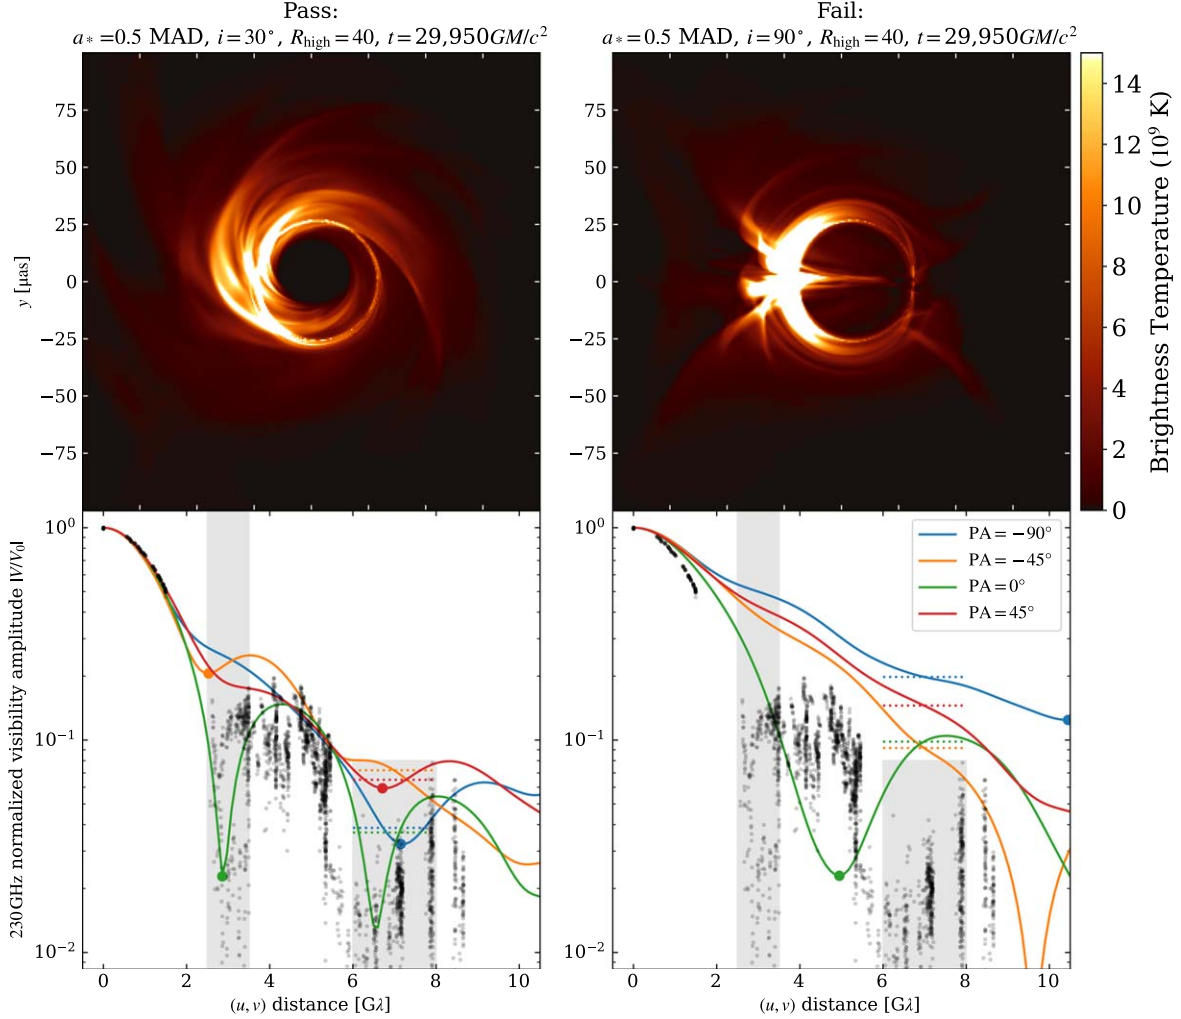 Pass:
a* =0.5 MAD, i=30°, Rhigh=40, t=29,950GM/c²
Fail:
a* =0.5 MAD, i=90°, Rhigh=40, t=29,950GM/c²
75
50
25
0
−25
−50
−75
y [μas]
75
50
25
0
−25
−50
−75
14
12
10
8
6
4
2
0
Brightness Temperature (10⁹ K)
10⁰
10⁻¹
10⁻²
230 GHz normalized visibility amplitude |V/V₀|
0 2 4 6 8 10
(u, v) distance [Gλ]
PA = −90°
PA = −45°
PA = 0°
PA = 45°
10⁰
10⁻¹
10⁻²
0 2 4 6 8 10
(u, v) distance [Gλ]